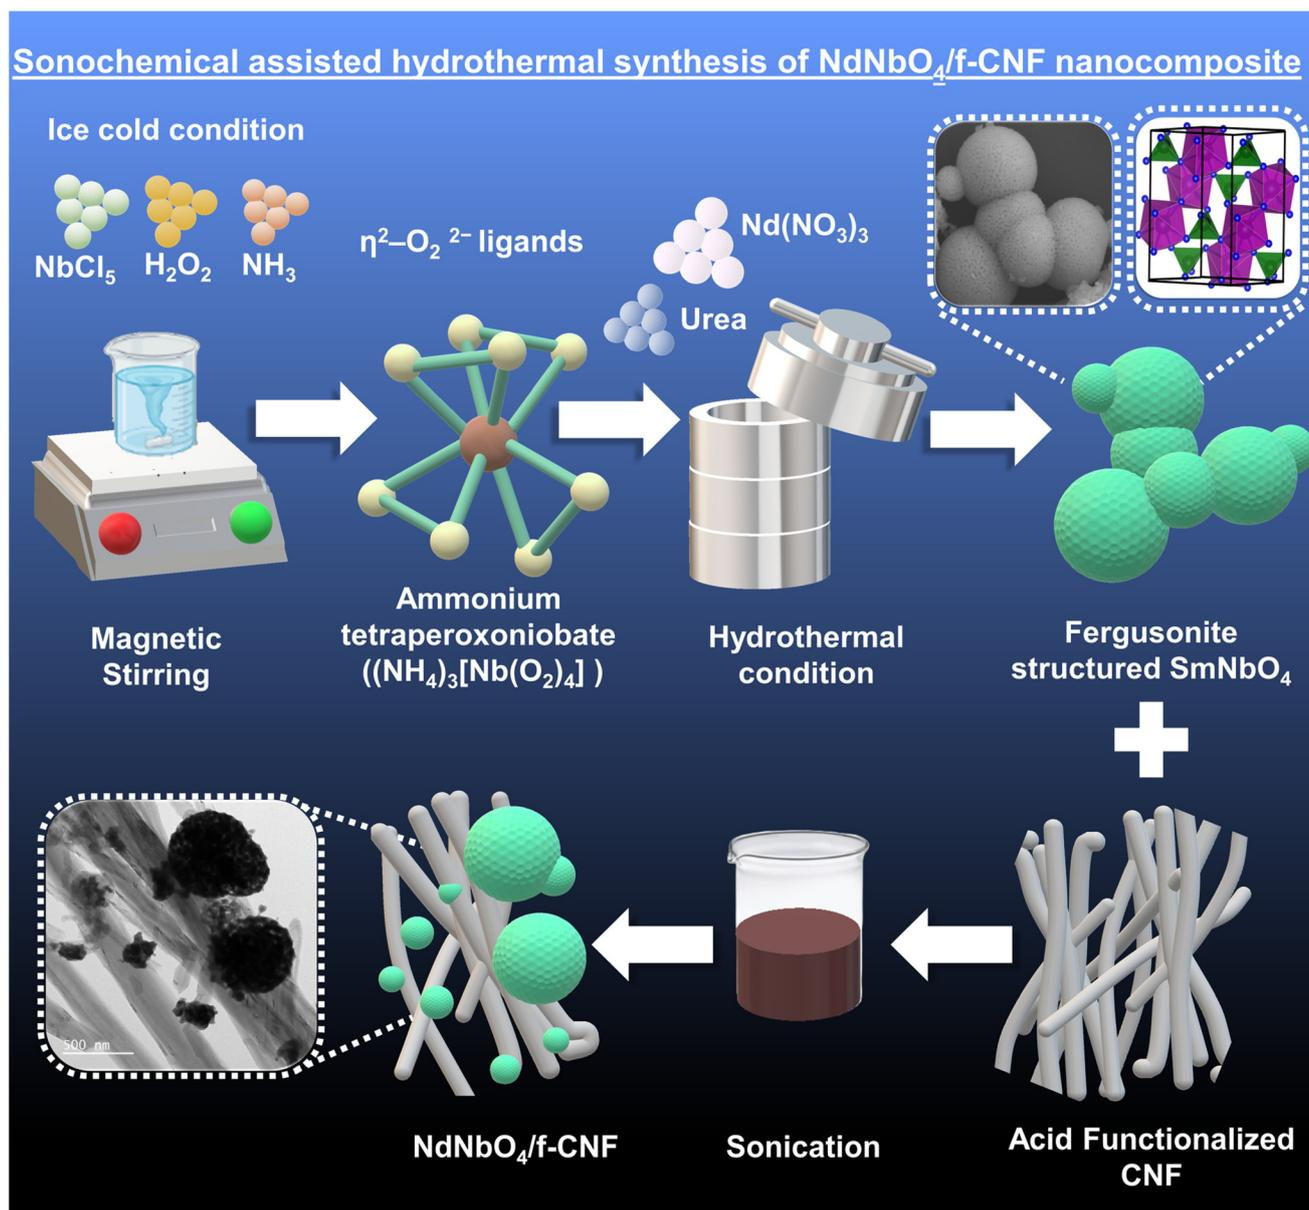 Sonochemical assisted hydrothermal synthesis of NdNbO₄/f-CNF nanocomposite
Ice cold condition
NbCl₅
H₂O₂
NH₃
η²–O₂ ²⁻ ligands
Nd(NO₃)₃
Urea
Magnetic
Stirring
Ammonium
tetraperoxoniobate
((NH₄)₃[Nb(O₂)₄] )
Hydrothermal
condition
Fergusonite
structured SmNbO₄
500 nm
NdNbO₄/f-CNF
Sonication
Acid Functionalized
CNF